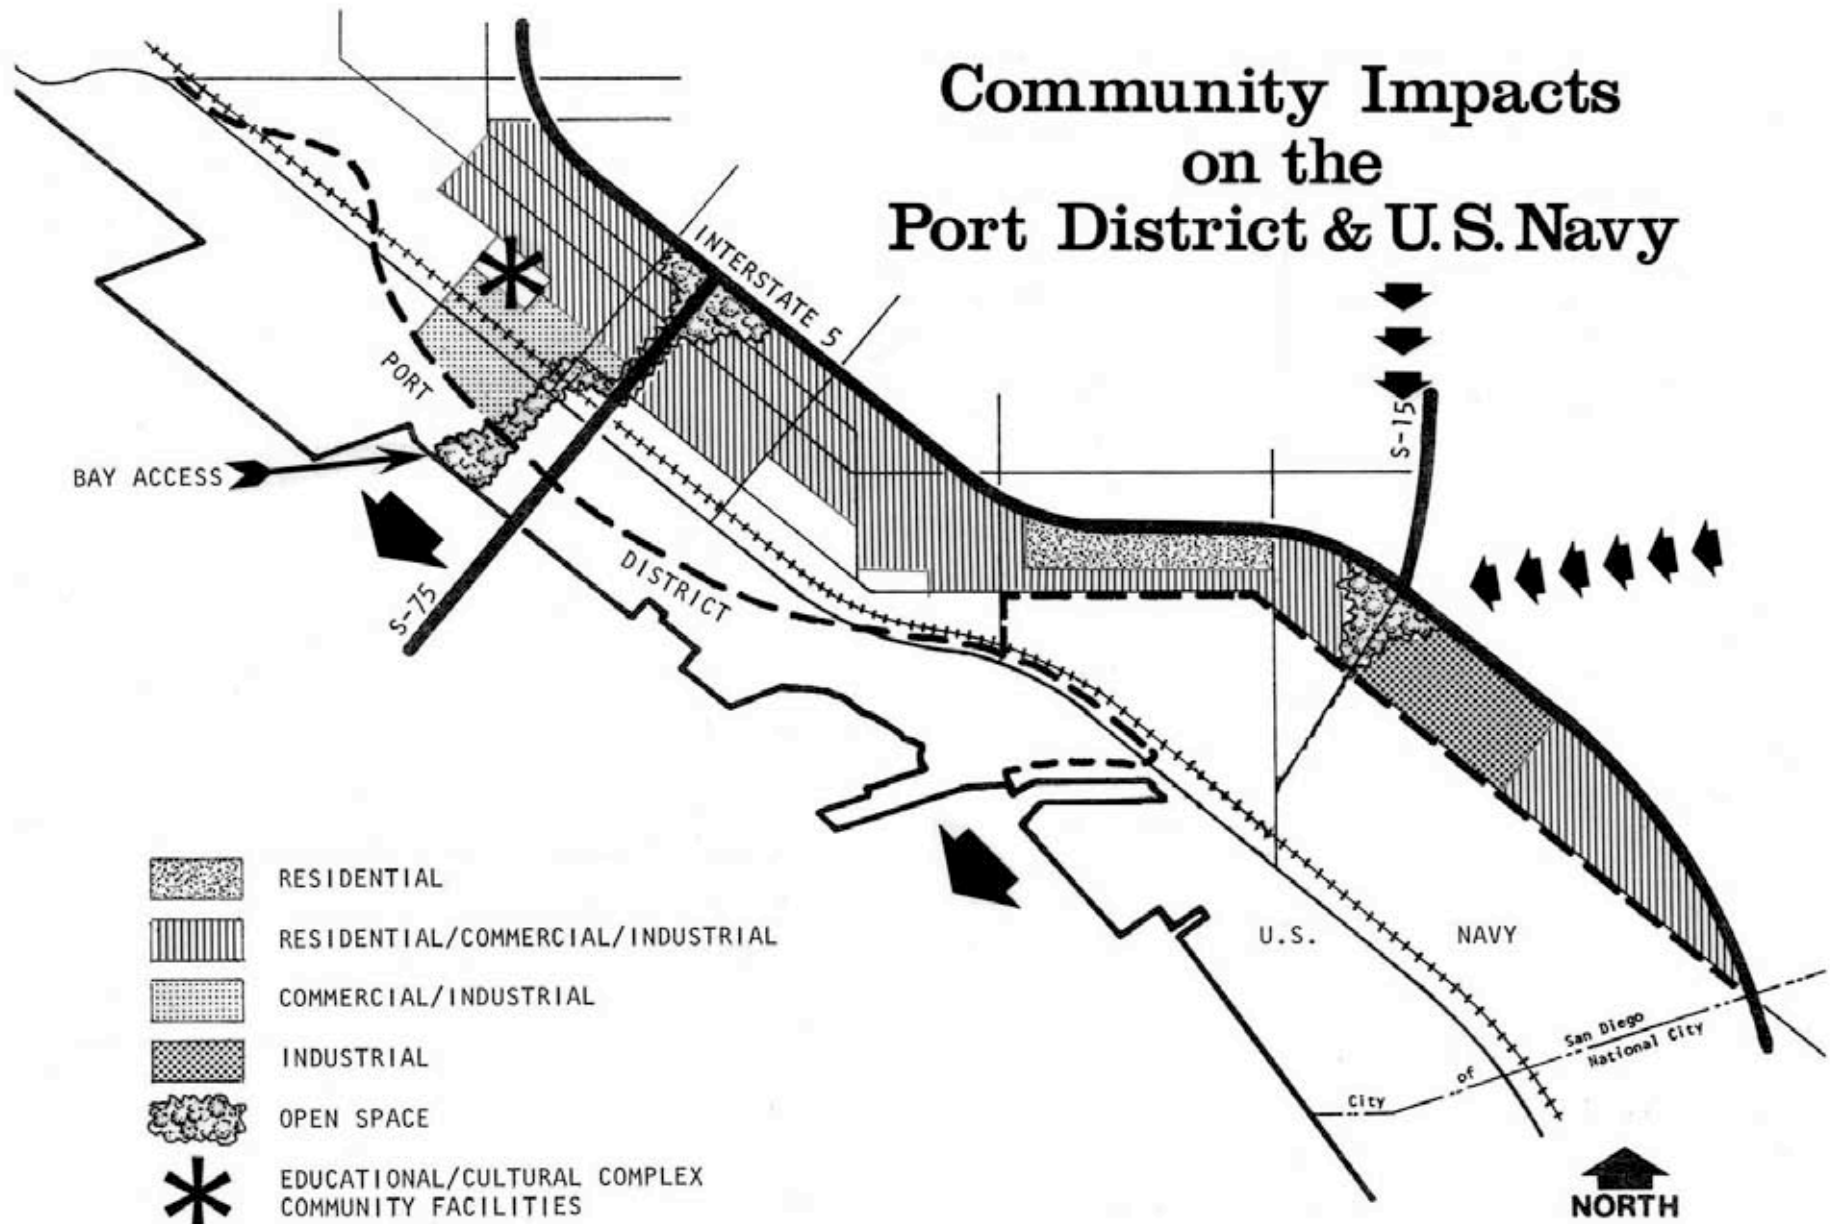 Community Impacts
on the
Port District & U.S. Navy
INTERSTATE 5
PORT
S-15
BAY ACCESS
DISTRICT
S-75
RESIDENTIAL
RESIDENTIAL/COMMERCIAL/INDUSTRIAL
U.S. NAVY
COMMERCIAL/INDUSTRIAL
San Diego
National City
INDUSTRIAL
City of
OPEN SPACE
EDUCATIONAL/CULTURAL COMPLEX
COMMUNITY FACILITIES
NORTH